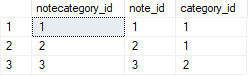 notecategory_id note_id category_id
1 1 1 1
2 2 2 1
3 3 3 2